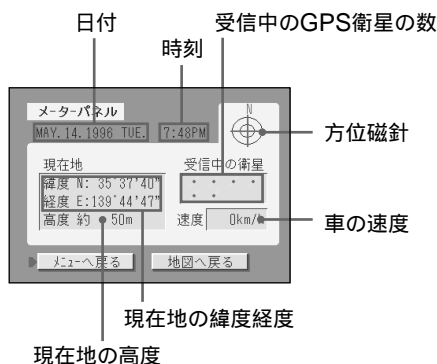 日付
受信中のGPS衛星の数
時刻
メーターパネル
N
MAY.14.1996 TUE.
7:48PM
方位磁針
現在地
受信中の衛星
緯度 N: 35°37'40"
経度 E:139°44'47"
高度 約 50m
速度 0km/h
車の速度
メニューへ戻る
地図へ戻る
現在地の緯度経度
現在地の高度